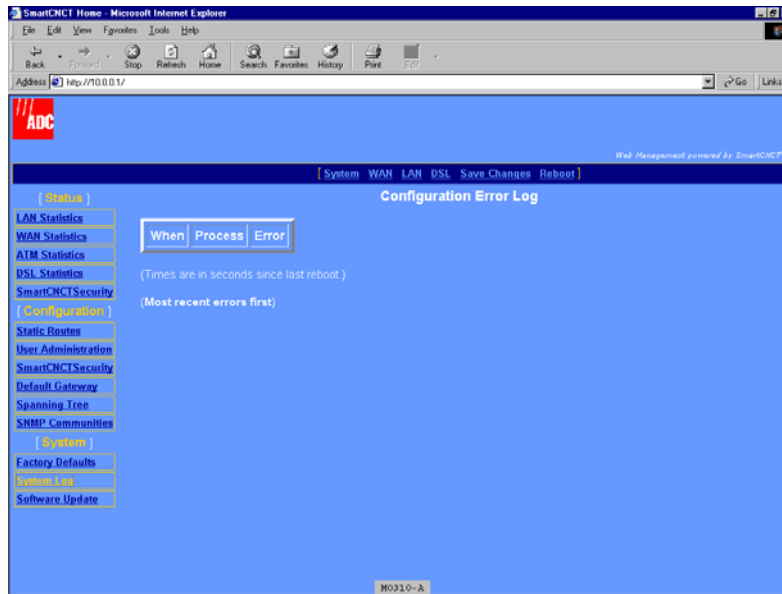 SmartCNCT Home - Microsoft Internet Explorer
File Edit View Favorites Tools Help
Back Forward Stop Refresh Home Search Favorites History Print Edit
Address http://10.0.0.1/ Go Links
ADC
Web Management powered by SmartCNCT
[ System WAN LAN DSL Save Changes Reboot ]
[ Status ]
LAN Statistics
WAN Statistics
ATM Statistics
DSL Statistics
SmartCNCTSecurity
[ Configuration ]
Static Routes
User Administration
SmartCNCTSecurity
Default Gateway
Spanning Tree
SNMP Communities
[ System ]
Factory Defaults
System Log
Software Update
Configuration Error Log
When Process Error
(Times are in seconds since last reboot.)
(Most recent errors first)
M0310-A